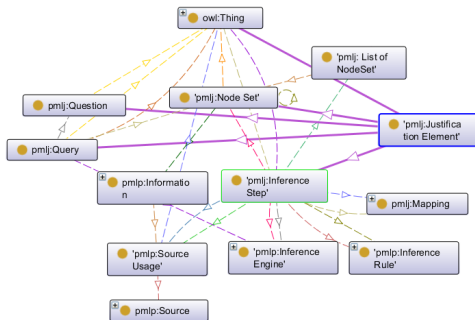 owl:Thing
'pmlj: List of
NodeSet'
pmlj:Question
'pmlj:Node Set'
'pmlj:Justifica
tion Element'
pmlj:Query
pmlp:Informatio
n
'pmlj:Inference
Step'
pmlj:Mapping
'pmlp:Source
Usage'
'pmlp:Inference
Engine'
'pmlp:Inference
Rule'
pmlp:Source